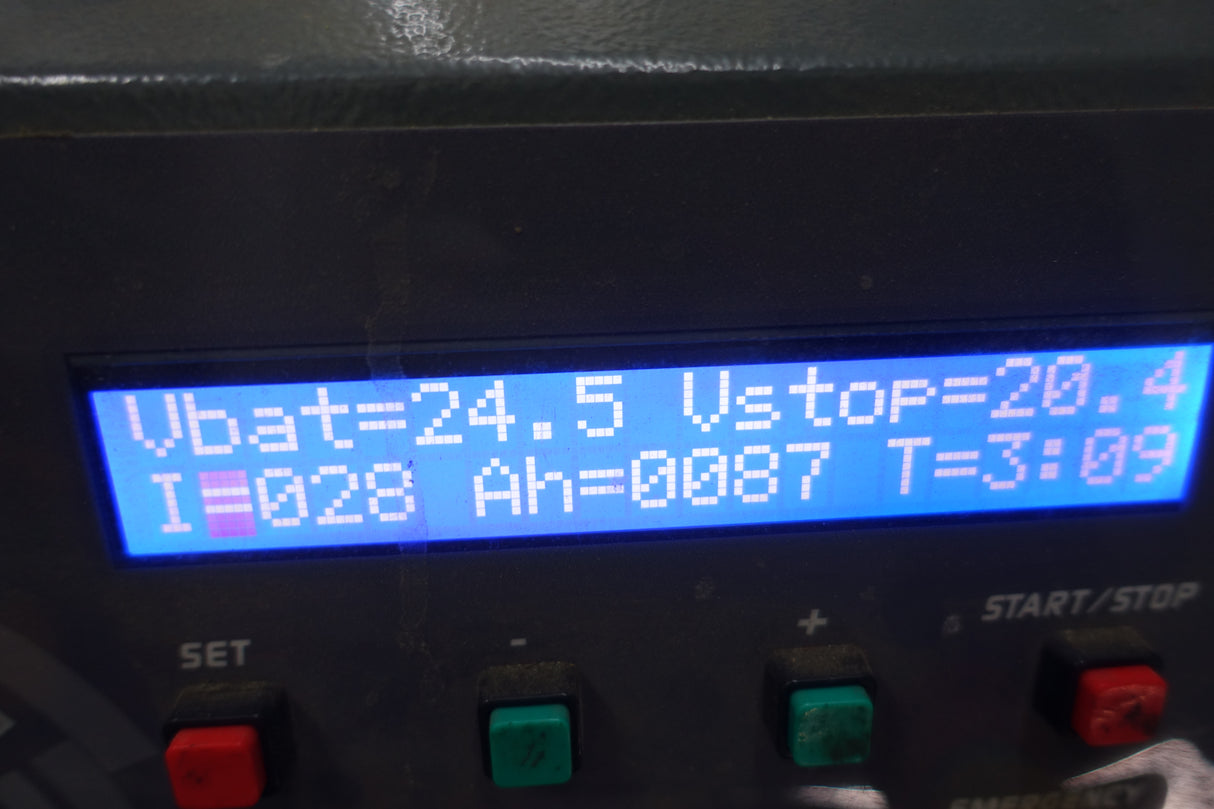 Vbat=24.5 Vstop=20.4
I=028 Ah=0087 T=3:09
SET - + START/STOP